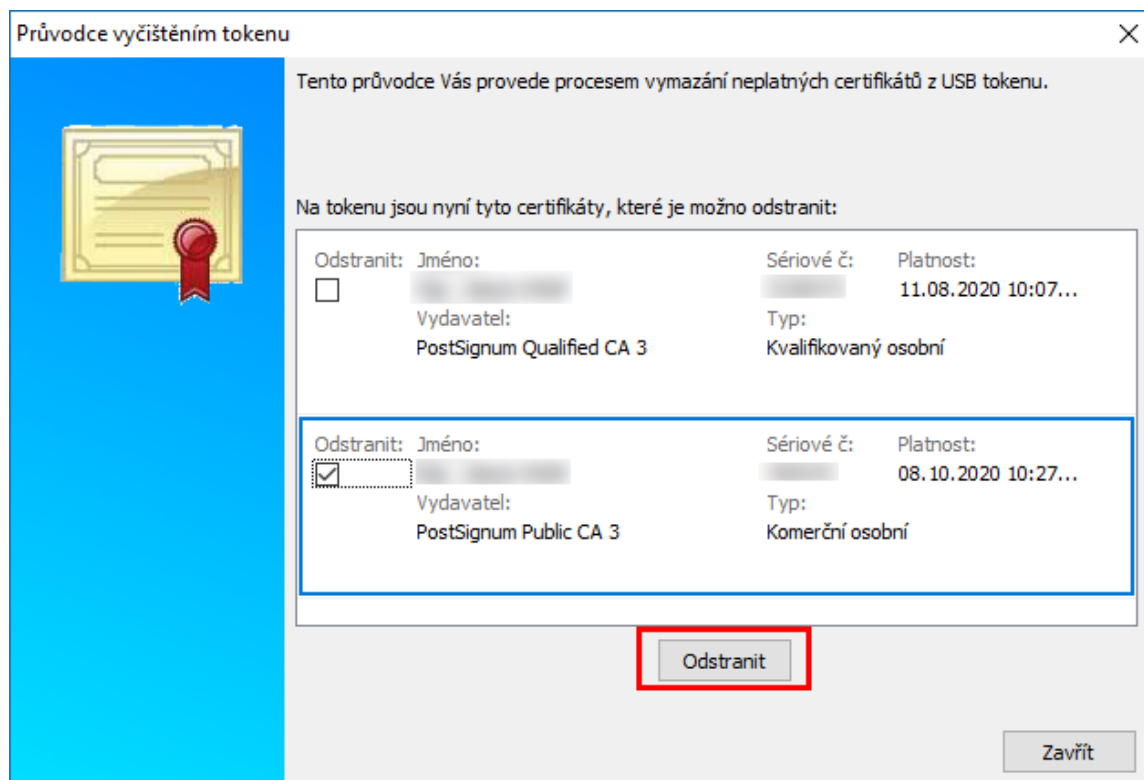 Průvodce vyčištěním tokenu
Tento průvodce Vás provede procesem vymazání neplatných certifikátů z USB tokenu.
Na tokenu jsou nyní tyto certifikáty, které je možno odstranit:
Odstranit: Jméno: Sériové č: Platnost:
11.08.2020 10:07...
Vydavatel: Typ:
PostSignum Qualified CA 3 Kvalifikovaný osobní
Odstranit: Jméno: Sériové č: Platnost:
08.10.2020 10:27...
Vydavatel: Typ:
PostSignum Public CA 3 Komerční osobní
Odstranit
Zavřít